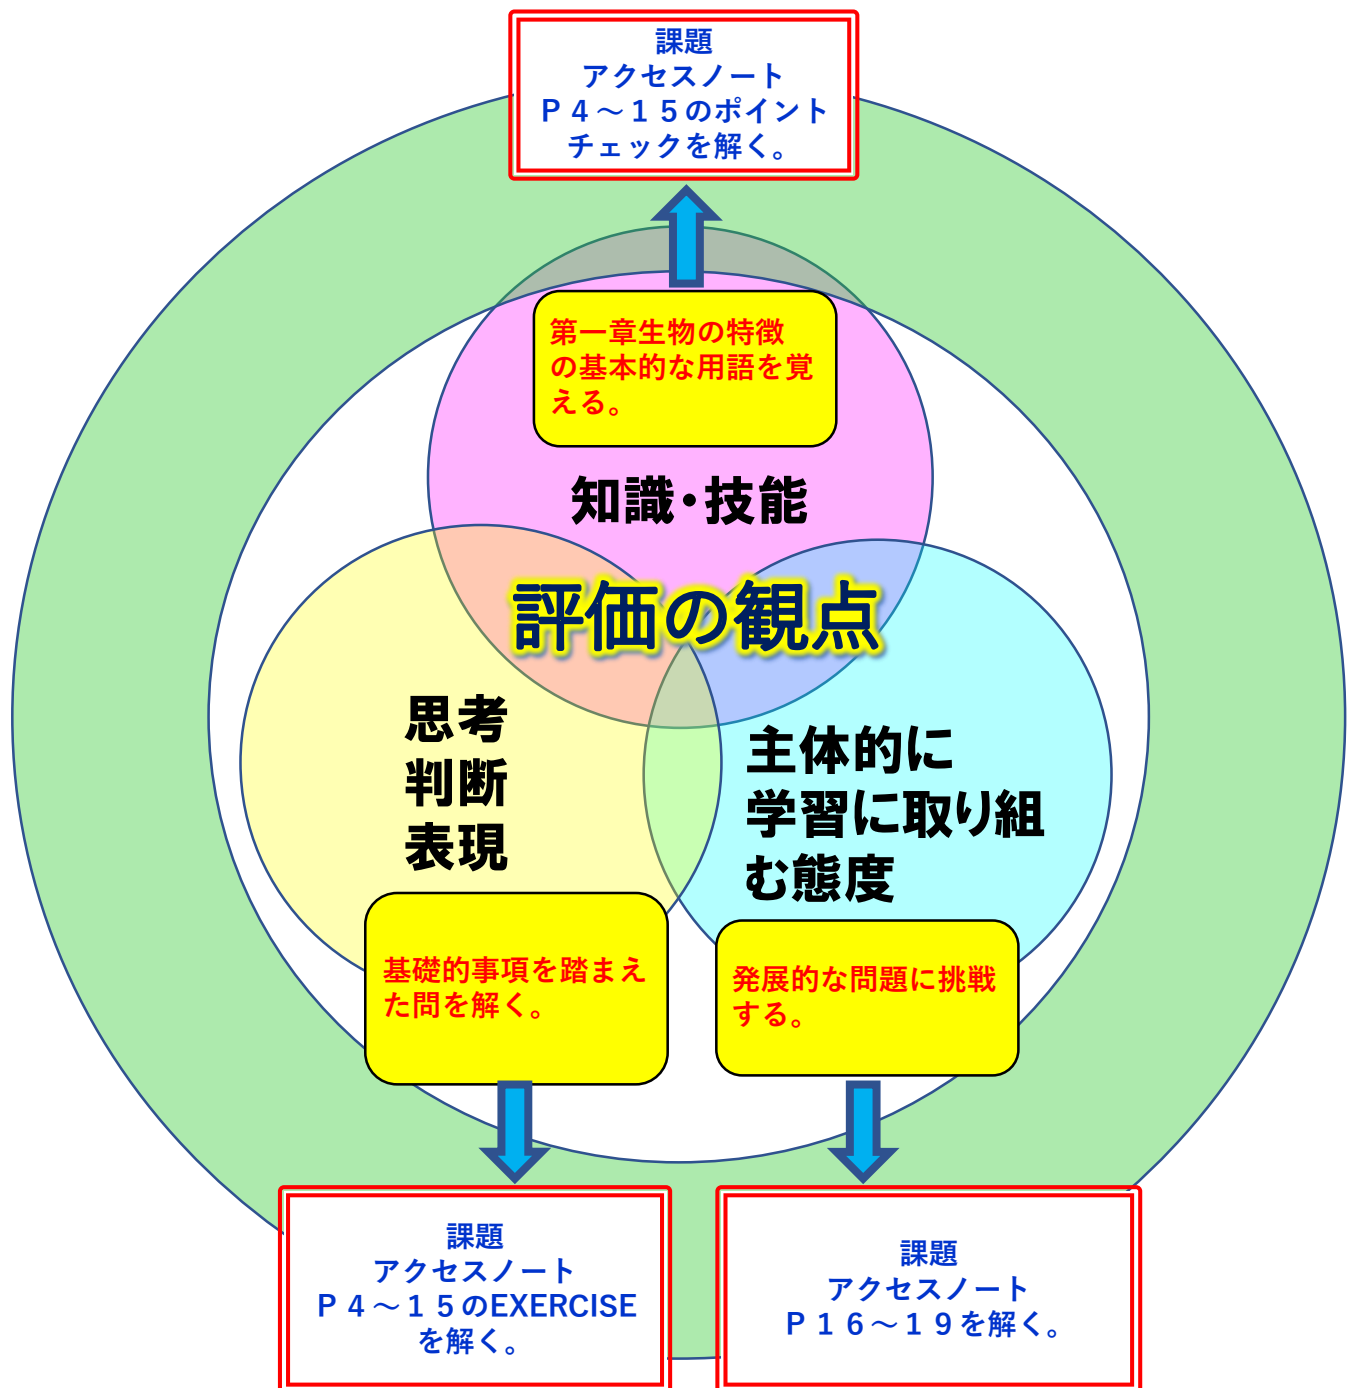 課題
アクセスノート
Ｐ４～１５のポイント
チェックを解く。
第一章生物の特徴
の基本的な用語を覚
える。
知識・技能
評価の観点
思考
判断
表現
主体的に
学習に取り組
む態度
基礎的事項を踏まえ
た問を解く。
発展的な問題に挑戦
する。
課題
アクセスノート
Ｐ４～１５のEXERCISE
を解く。
課題
アクセスノート
Ｐ１６～１９を解く。